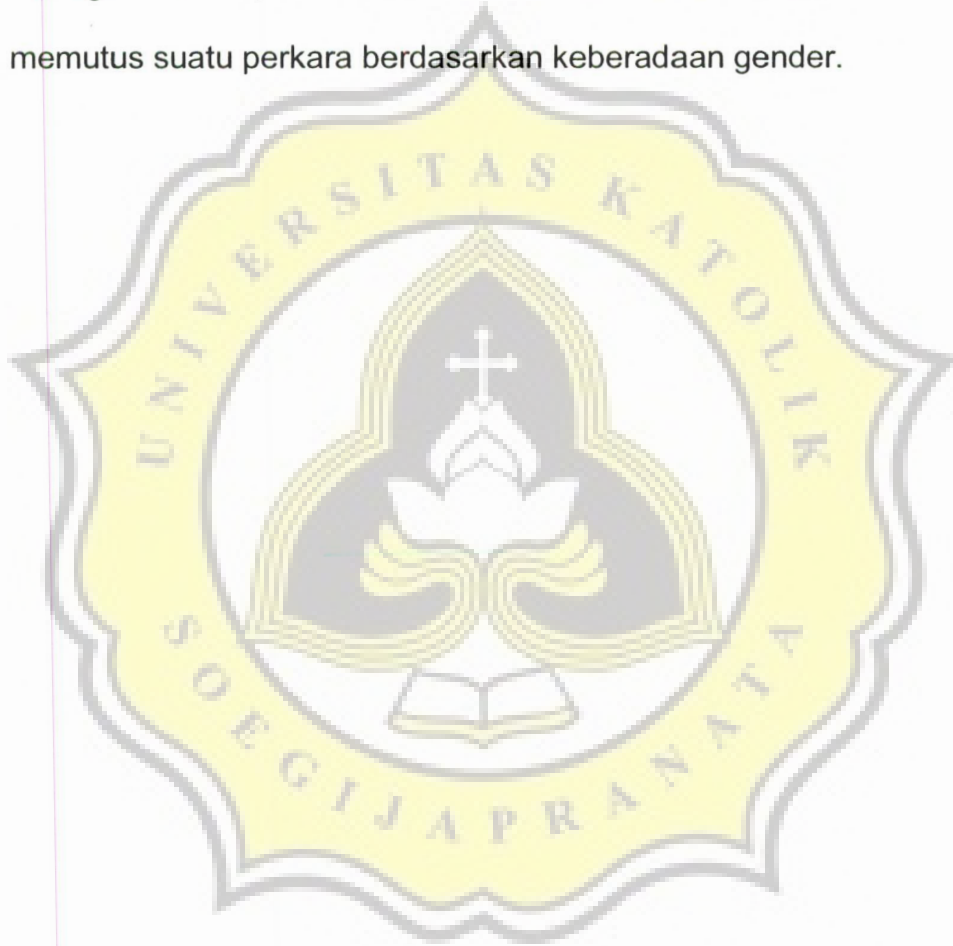 memutus suatu perkara berdasarkan keberadaan gender.
UNIVERSITAS KATOLIK
SOEGIJAPRANATA